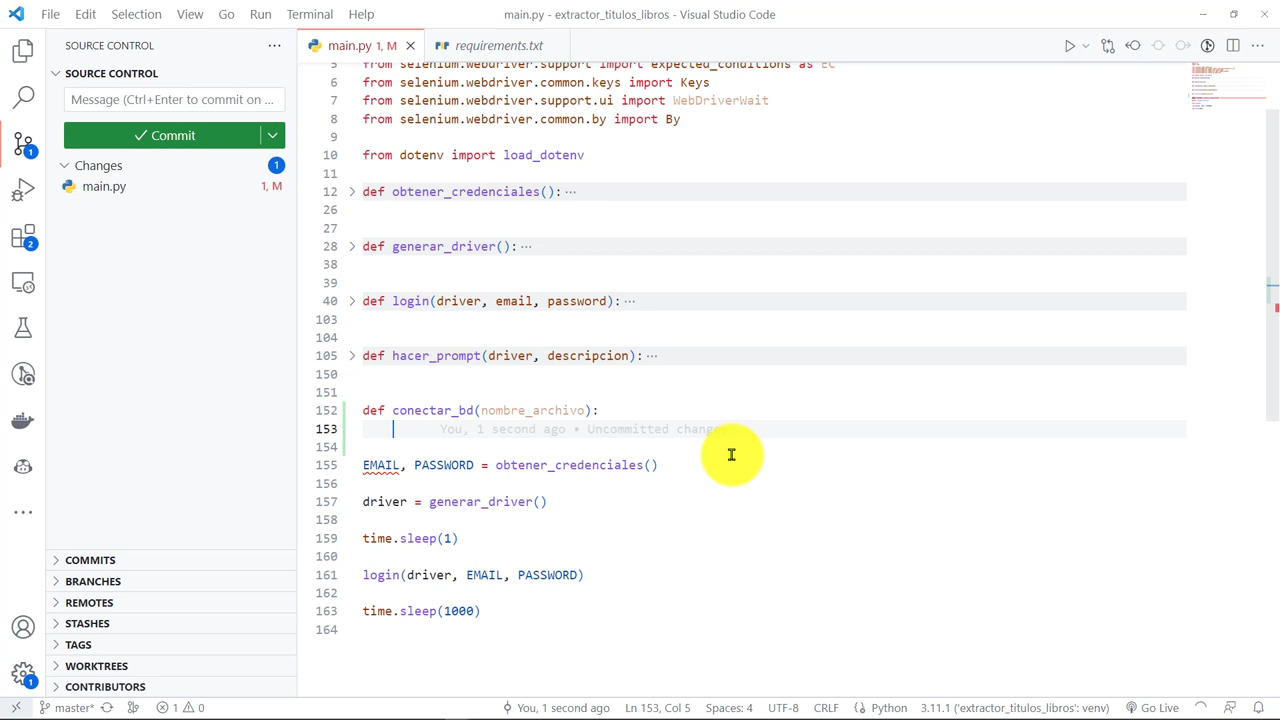 File Edit Selection View Go Run Terminal Help
main.py - extractor_titulos_libros - Visual Studio Code
SOURCE CONTROL
SOURCE CONTROL
Message (Ctrl+Enter to commit on ...
Commit
Changes 1
main.py 1, M
1
2
1
COMMITS
BRANCHES
REMOTES
STASHES
TAGS
WORKTREES
CONTRIBUTORS
main.py 1, M
requirements.txt
5 from selenium.webdriver.support import expected_conditions as EC
6 from selenium.webdriver.common.keys import Keys
7 from selenium.webdriver.support.ui import WebDriverWait
8 from selenium.webdriver.common.by import By
9
10 from dotenv import load_dotenv
11
12 def obtener_credenciales():...
26
27
28 def generar_driver():...
38
39
40 def login(driver, email, password):...
103
104
105 def hacer_prompt(driver, descripcion):...
150
151
152 def conectar_bd(nombre_archivo):
153 You, 1 second ago • Uncommitted change
154
155 EMAIL, PASSWORD = obtener_credenciales()
156
157 driver = generar_driver()
158
159 time.sleep(1)
160
161 login(driver, EMAIL, PASSWORD)
162
163 time.sleep(1000)
164
master* 1 0 You, 1 second ago Ln 153, Col 5 Spaces: 4 UTF-8 CRLF Python 3.11.1 ('extractor_titulos_libros': venv) Go Live